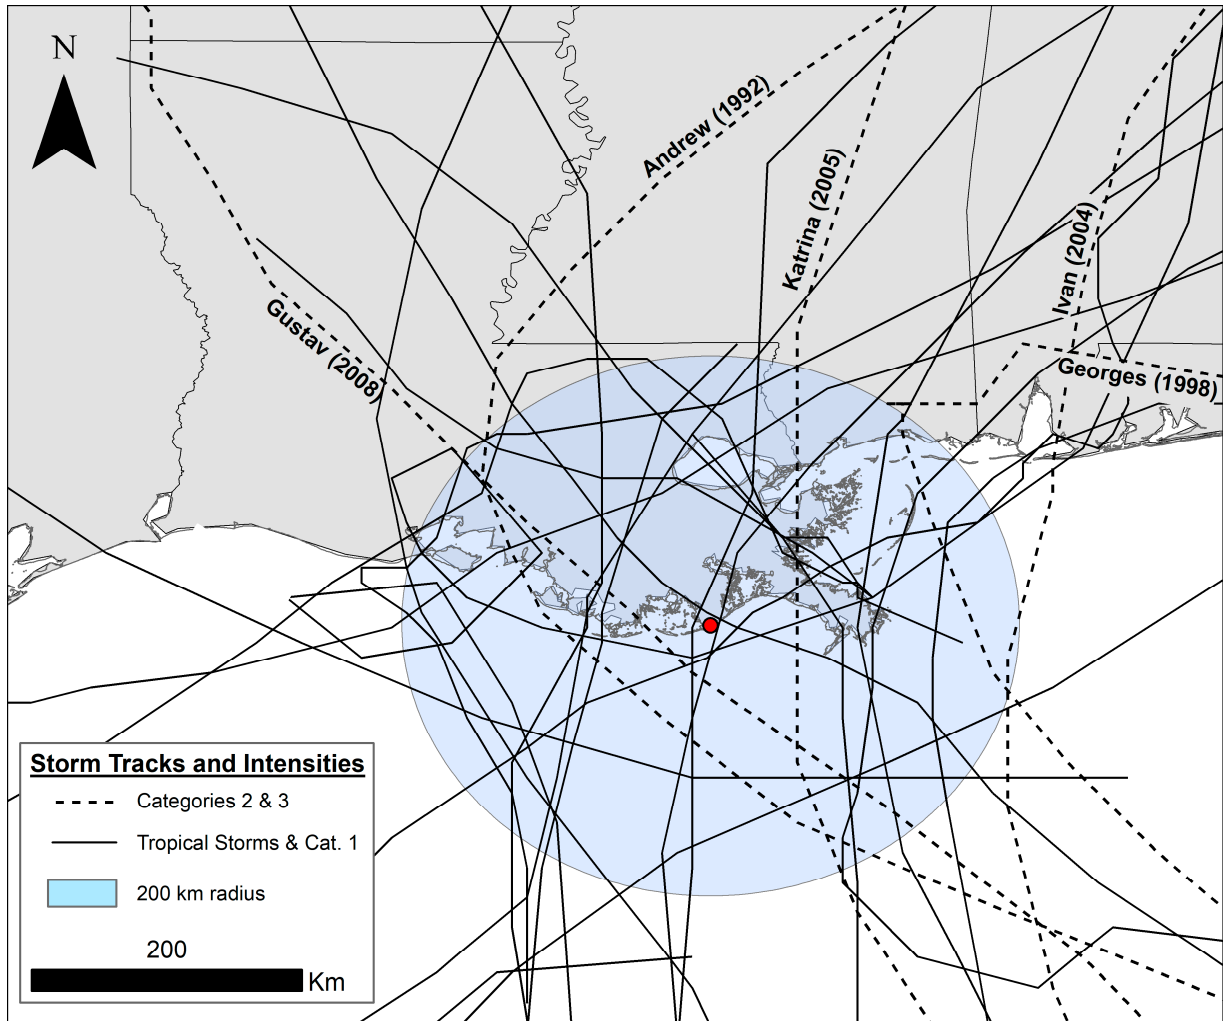 N
Andrew (1992)
Katrina (2005)
Ivan (2004)
Gustav (2008)
Georges (1998)
Storm Tracks and Intensities
Categories 2 & 3
Tropical Storms & Cat. 1
200 km radius
200
Km